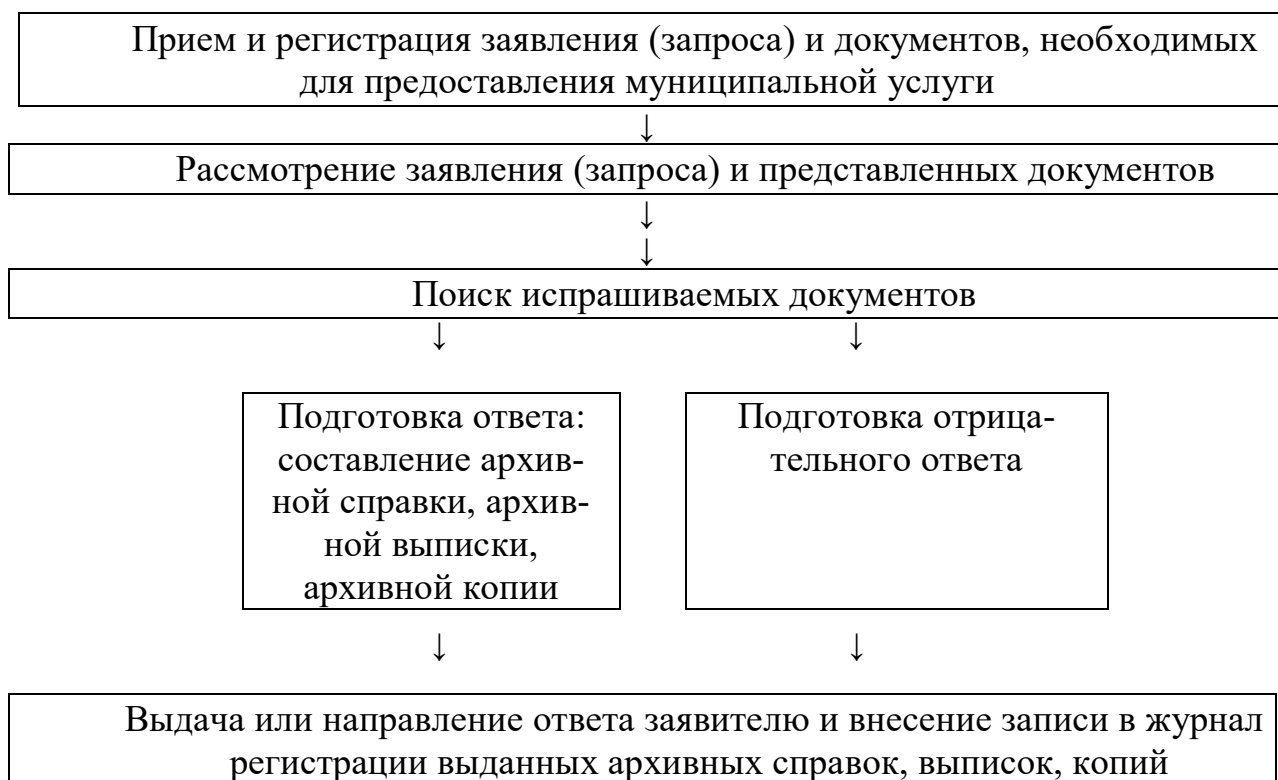 Прием и регистрация заявления (запроса) и документов, необходимых
для предоставления муниципальной услуги
↓
Рассмотрение заявления (запроса) и представленных документов
↓
↓
Поиск испрашиваемых документов
↓ ↓
Подготовка ответа:
составление архив-
ной справки, архив-
ной выписки,
архивной копии
Подготовка отрица-
тельного ответа
↓ ↓
Выдача или направление ответа заявителю и внесение записи в журнал
регистрации выданных архивных справок, выписок, копий